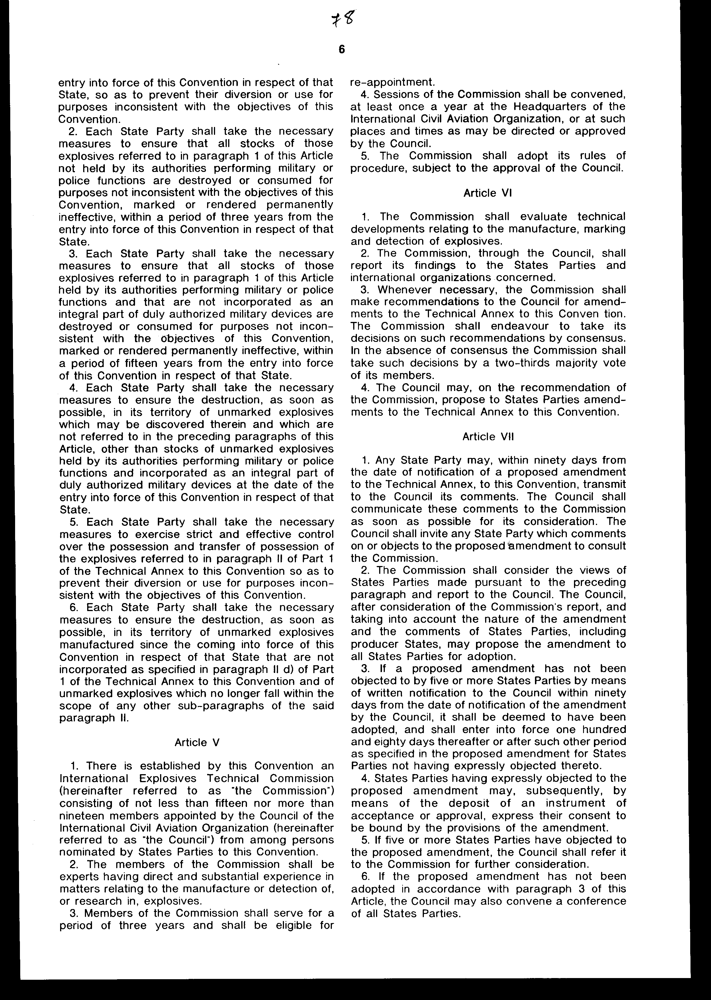 78
6
entry into force of this Convention in respect of that
State, so as to prevent their diversion or use for
purposes inconsistent with the objectives of this
Convention.
2. Each State Party shall take the necessary
measures to ensure that all stocks of those
explosives referred to in paragraph 1 of this Article
not held by its authorities performing military or
police functions are destroyed or consumed for
purposes not inconsistent with the objectives of this
Convention, marked or rendered permanently
ineffective, within a period of three years from the
entry into force of this Convention in respect of that
State.
3. Each State Party shall take the necessary
measures to ensure that all stocks of those
explosives referred to in paragraph 1 of this Article
held by its authorities performing military or police
functions and that are not incorporated as an
integral part of duly authorized military devices are
destroyed or consumed for purposes not incon-
sistent with the objectives of this Convention,
marked or rendered permanently ineffective, within
a period of fifteen years from the entry into force
of this Convention in respect of that State.
4. Each State Party shall take the necessary
measures to ensure the destruction, as soon as
possible, in its territory of unmarked explosives
which may be discovered therein and which are
not referred to in the preceding paragraphs of this
Article, other than stocks of unmarked explosives
held by its authorities performing military or police
functions and incorporated as an integral part of
duly authorized military devices at the date of the
entry into force of this Convention in respect of that
State.
5. Each State Party shall take the necessary
measures to exercise strict and effective control
over the possession and transfer of possession of
the explosives referred to in paragraph II of Part 1
of the Technical Annex to this Convention so as to
prevent their diversion or use for purposes incon-
sistent with the objectives of this Convention.
6. Each State Party shall take the necessary
measures to ensure the destruction, as soon as
possible, in its territory of unmarked explosives
manufactured since the coming into force of this
Convention in respect of that State that are not
incorporated as specified in paragraph II d) of Part
1 of the Technical Annex to this Convention and of
unmarked explosives which no longer fall within the
scope of any other sub-paragraphs of the said
paragraph II.
Article V
1. There is established by this Convention an
International Explosives Technical Commission
(hereinafter referred to as "the Commission")
consisting of not less than fifteen nor more than
nineteen members appointed by the Council of the
International Civil Aviation Organization (hereinafter
referred to as "the Council") from among persons
nominated by States Parties to this Convention.
2. The members of the Commission shall be
experts having direct and substantial experience in
matters relating to the manufacture or detection of,
or research in, explosives.
3. Members of the Commission shall serve for a
period of three years and shall be eligible for
re-appointment.
4. Sessions of the Commission shall be convened,
at least once a year at the Headquarters of the
International Civil Aviation Organization, or at such
places and times as may be directed or approved
by the Council.
5. The Commission shall adopt its rules of
procedure, subject to the approval of the Council.
Article VI
1. The Commission shall evaluate technical
developments relating to the manufacture, marking
and detection of explosives.
2. The Commission, through the Council, shall
report its findings to the States Parties and
international organizations concerned.
3. Whenever necessary, the Commission shall
make recommendations to the Council for amend-
ments to the Technical Annex to this Conven tion.
The Commission shall endeavour to take its
decisions on such recommendations by consensus.
In the absence of consensus the Commission shall
take such decisions by a two-thirds majority vote
of its members.
4. The Council may, on the recommendation of
the Commission, propose to States Parties amend-
ments to the Technical Annex to this Convention.
Article VII
1. Any State Party may, within ninety days from
the date of notification of a proposed amendment
to the Technical Annex, to this Convention, transmit
to the Council its comments. The Council shall
communicate these comments to the Commission
as soon as possible for its consideration. The
Council shall invite any State Party which comments
on or objects to the proposed amendment to consult
the Commission.
2. The Commission shall consider the views of
States Parties made pursuant to the preceding
paragraph and report to the Council. The Council,
after consideration of the Commission's report, and
taking into account the nature of the amendment
and the comments of States Parties, including
producer States, may propose the amendment to
all States Parties for adoption.
3. If a proposed amendment has not been
objected to by five or more States Parties by means
of written notification to the Council within ninety
days from the date of notification of the amendment
by the Council, it shall be deemed to have been
adopted, and shall enter into force one hundred
and eighty days thereafter or after such other period
as specified in the proposed amendment for States
Parties not having expressly objected thereto.
4. States Parties having expressly objected to the
proposed amendment may, subsequently, by
means of the deposit of an instrument of
acceptance or approval, express their consent to
be bound by the provisions of the amendment.
5. If five or more States Parties have objected to
the proposed amendment, the Council shall refer it
to the Commission for further consideration.
6. If the proposed amendment has not been
adopted in accordance with paragraph 3 of this
Article, the Council may also convene a conference
of all States Parties.